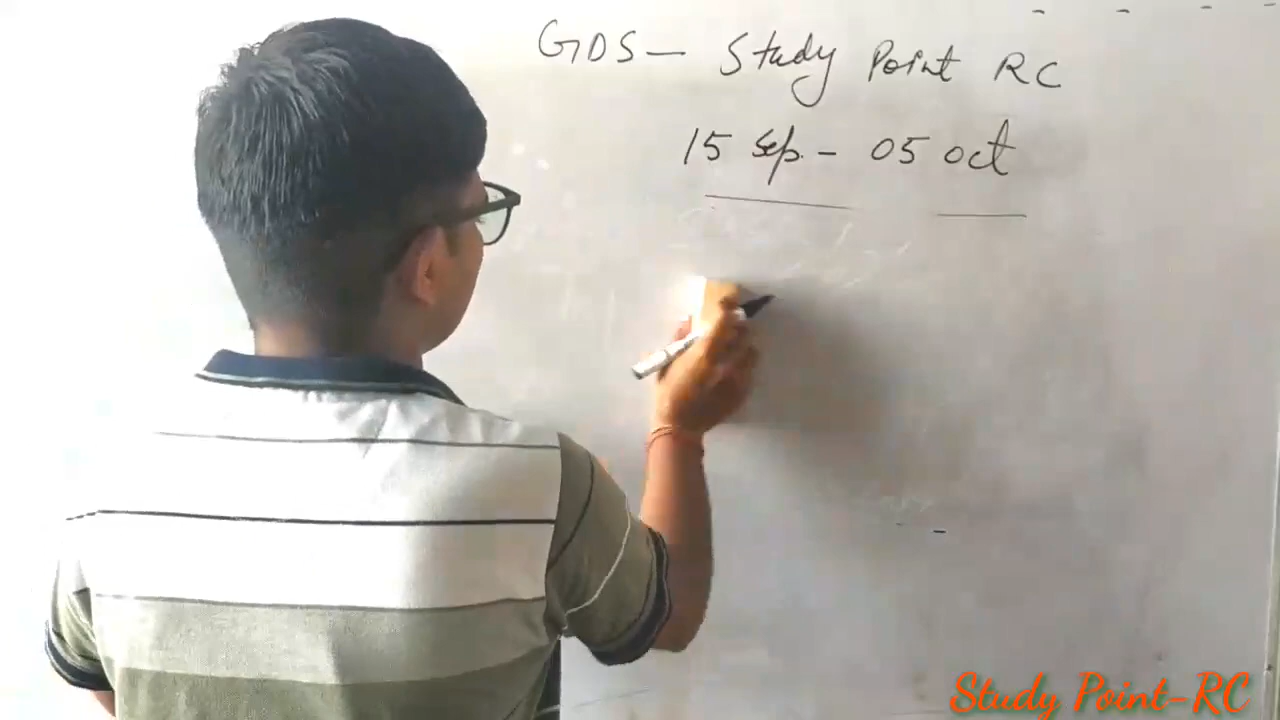 GDS – Study Point RC
15 Sep. – 05 oct
Study Point-RC